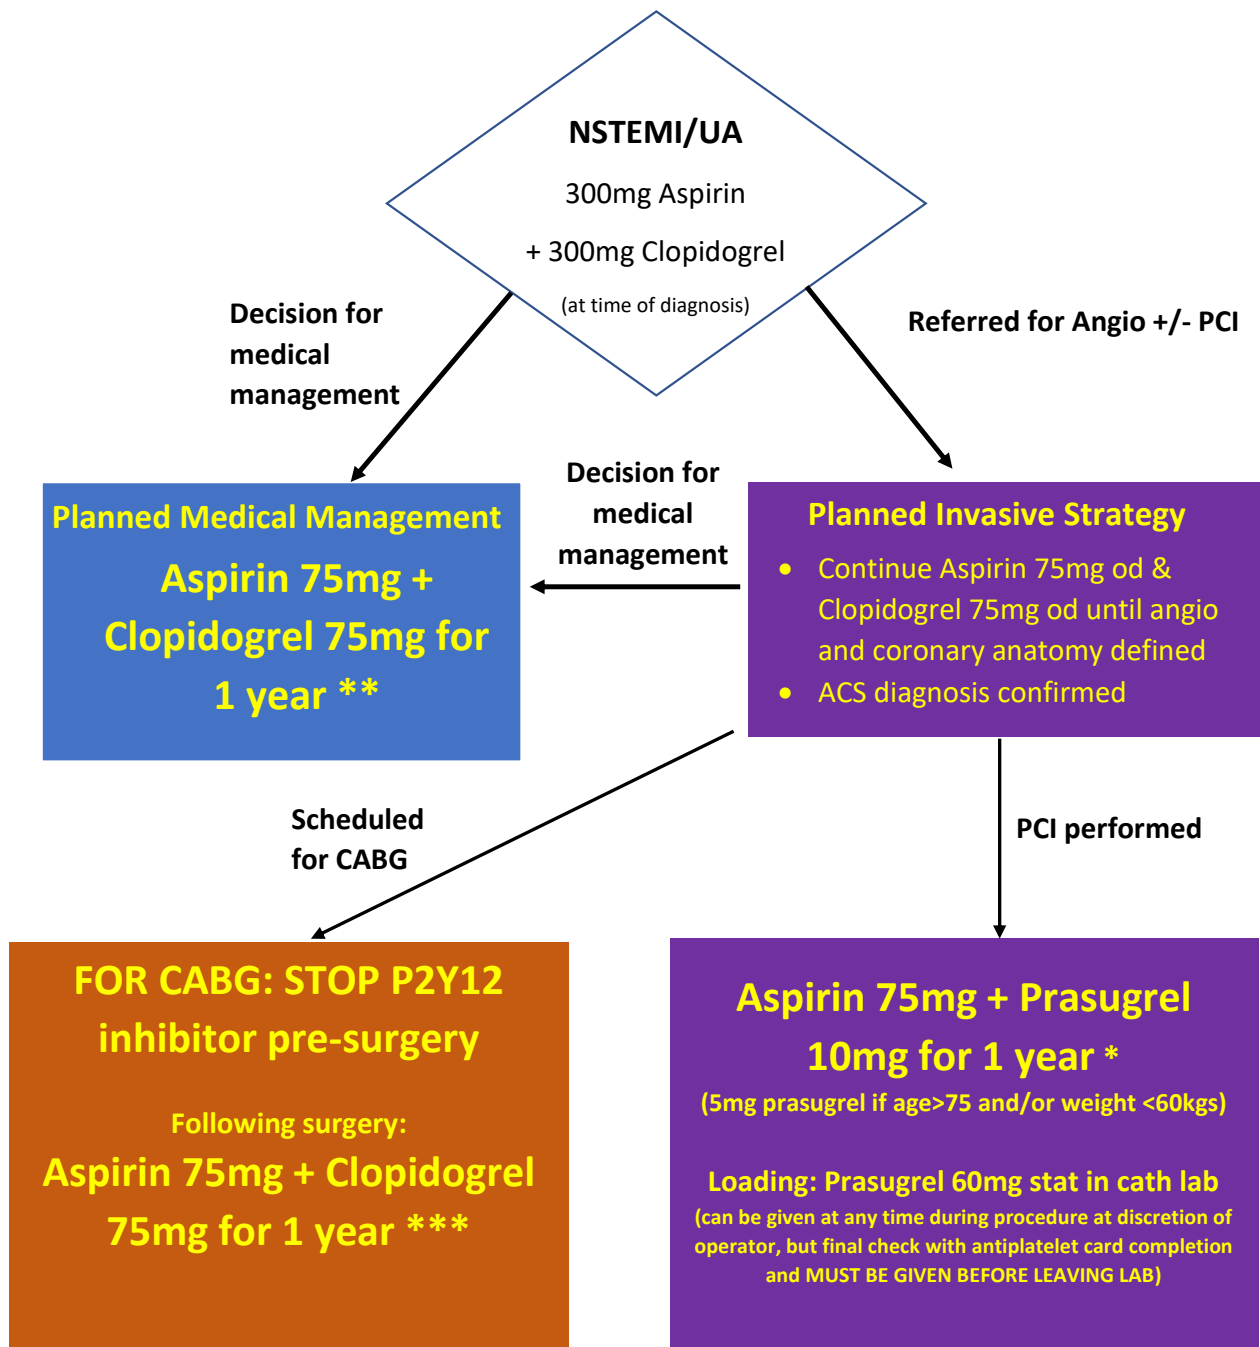 NSTEMI/UA
300mg Aspirin
+ 300mg Clopidogrel
(at time of diagnosis)
Decision for
medical
management
Referred for Angio +/- PCI
Decision for
medical
management
Planned Medical Management
Aspirin 75mg +
Clopidogrel 75mg for
1 year **
Planned Invasive Strategy
• Continue Aspirin 75mg od &
Clopidogrel 75mg od until angio
and coronary anatomy defined
• ACS diagnosis confirmed
Scheduled
for CABG
PCI performed
FOR CABG: STOP P2Y12
inhibitor pre-surgery
Following surgery:
Aspirin 75mg + Clopidogrel
75mg for 1 year ***
Aspirin 75mg + Prasugrel
10mg for 1 year *
(5mg prasugrel if age>75 and/or weight <60kgs)
Loading: Prasugrel 60mg stat in cath lab
(can be given at any time during procedure at discretion of
operator, but final check with antiplatelet card completion
and MUST BE GIVEN BEFORE LEAVING LAB)